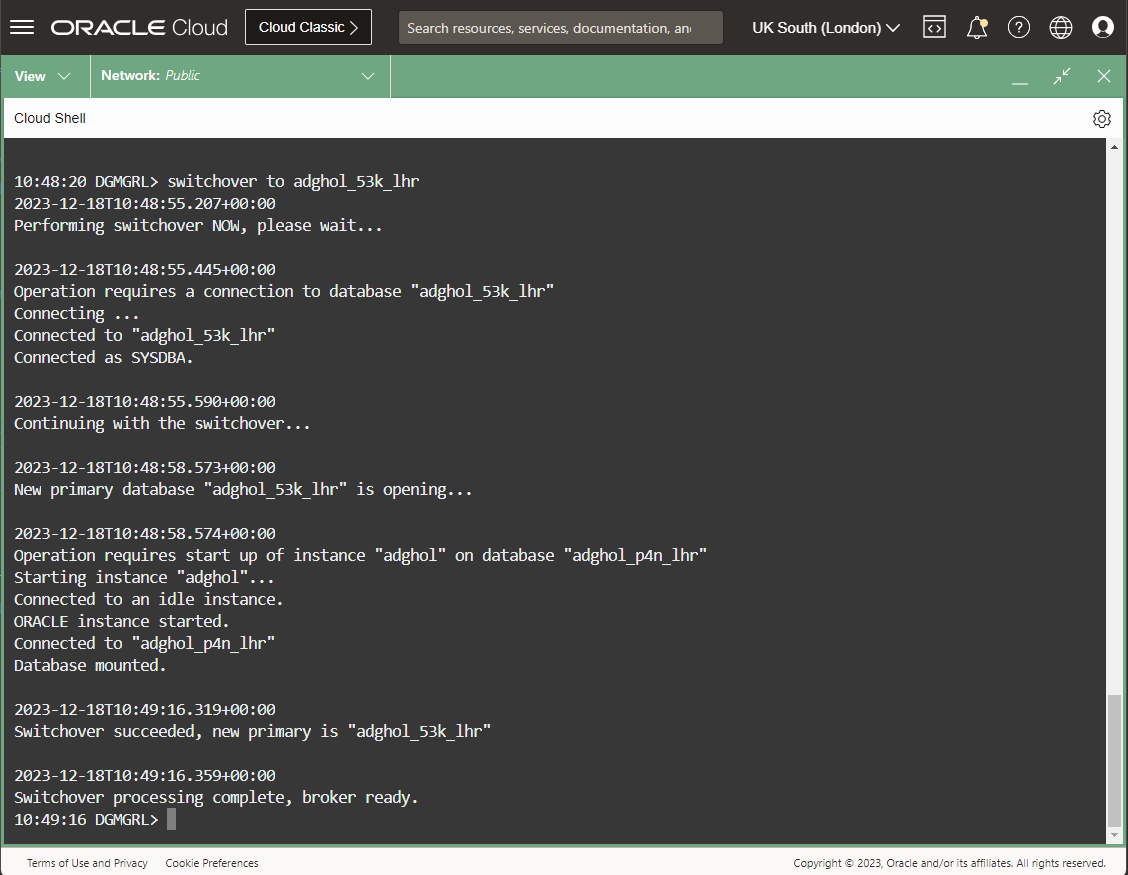 ORACLE Cloud
Cloud Classic
Search resources, services, documentation, an
UK South (London)
View
Network: Public
Cloud Shell
10:48:20 DGMGRL> switchover to adghol_53k_lhr
2023-12-18T10:48:55.207+00:00
Performing switchover NOW, please wait...
2023-12-18T10:48:55.445+00:00
Operation requires a connection to database "adghol_53k_lhr"
Connecting ...
Connected to "adghol_53k_lhr"
Connected as SYSDBA.
2023-12-18T10:48:55.590+00:00
Continuing with the switchover...
2023-12-18T10:48:58.573+00:00
New primary database "adghol_53k_lhr" is opening...
2023-12-18T10:48:58.574+00:00
Operation requires start up of instance "adghol" on database "adghol_p4n_lhr"
Starting instance "adghol"...
Connected to an idle instance.
ORACLE instance started.
Connected to "adghol_p4n_lhr"
Database mounted.
2023-12-18T10:49:16.319+00:00
Switchover succeeded, new primary is "adghol_53k_lhr"
2023-12-18T10:49:16.359+00:00
Switchover processing complete, broker ready.
10:49:16 DGMGRL>
Terms of Use and Privacy
Cookie Preferences
Copyright © 2023, Oracle and/or its affiliates. All rights reserved.